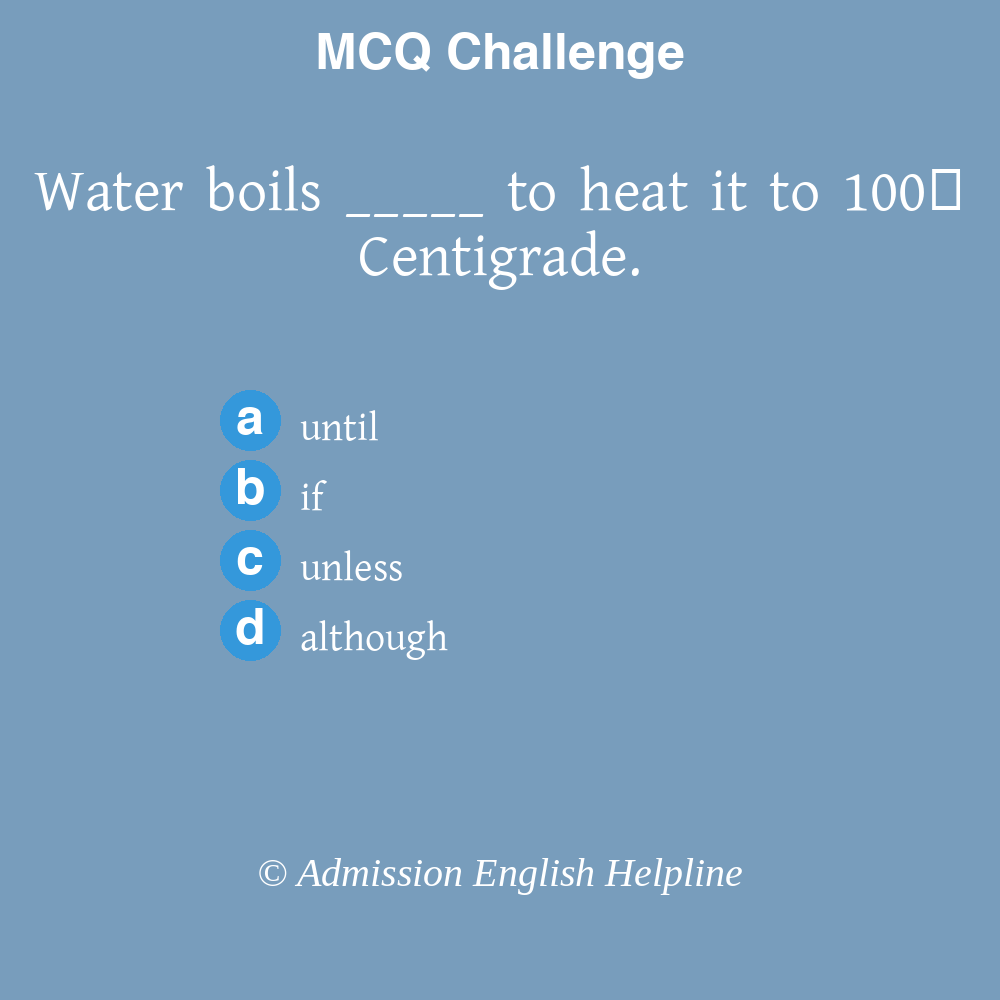 MCQ Challenge
Water boils _____ to heat it to 100▯
Centigrade.
a until
b if
c unless
d although
© Admission English Helpline